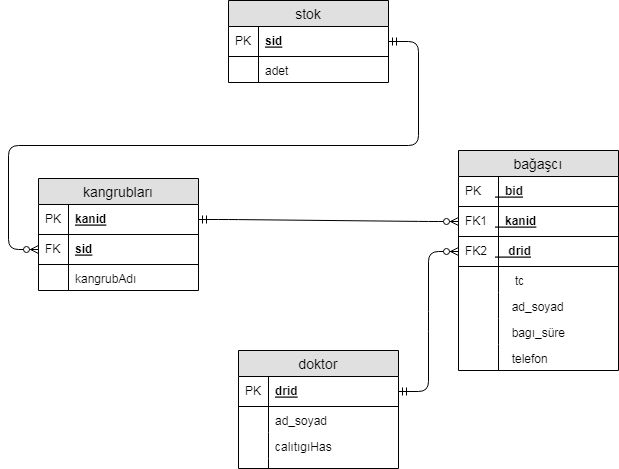 stok
PK sid
adet
kangrubları
PK kanid
FK sid
kangrubAdı
bağaşcı
PK bid
FK1 kanid
FK2 drid
tc
ad_soyad
bagı_süre
telefon
doktor
PK drid
ad_soyad
calıtıgıHas